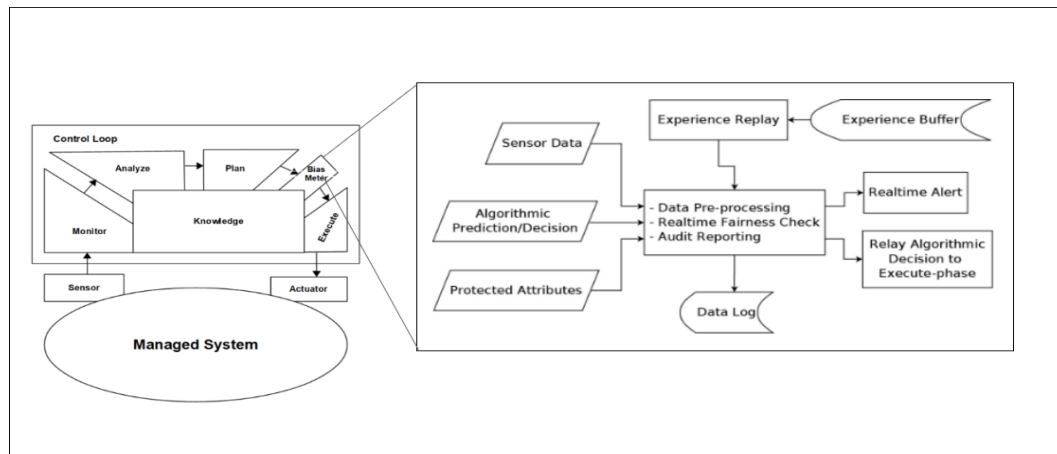 Control Loop
Analyze
Plan
Bias
Meter
Monitor
Knowledge
Execute
Sensor
Actuator
Managed System
Experience Replay
Experience Buffer
Sensor Data
Algorithmic
Prediction/Decision
Protected Attributes
- Data Pre-processing
- Realtime Fairness Check
- Audit Reporting
Realtime Alert
Relay Algorithmic
Decision to
Execute-phase
Data Log